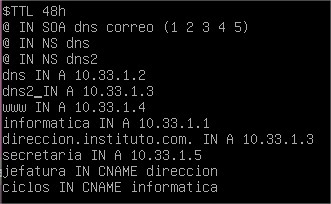 $TTL 48h
@ IN SOA dns correo (1 2 3 4 5)
@ IN NS dns
@ IN NS dns2
dns IN A 10.33.1.2
dns2_IN A 10.33.1.3
www IN A 10.33.1.4
informatica IN A 10.33.1.1
direccion.instituto.com. IN A 10.33.1.3
secretaria IN A 10.33.1.5
jefatura IN CNAME direccion
ciclos IN CNAME informatica